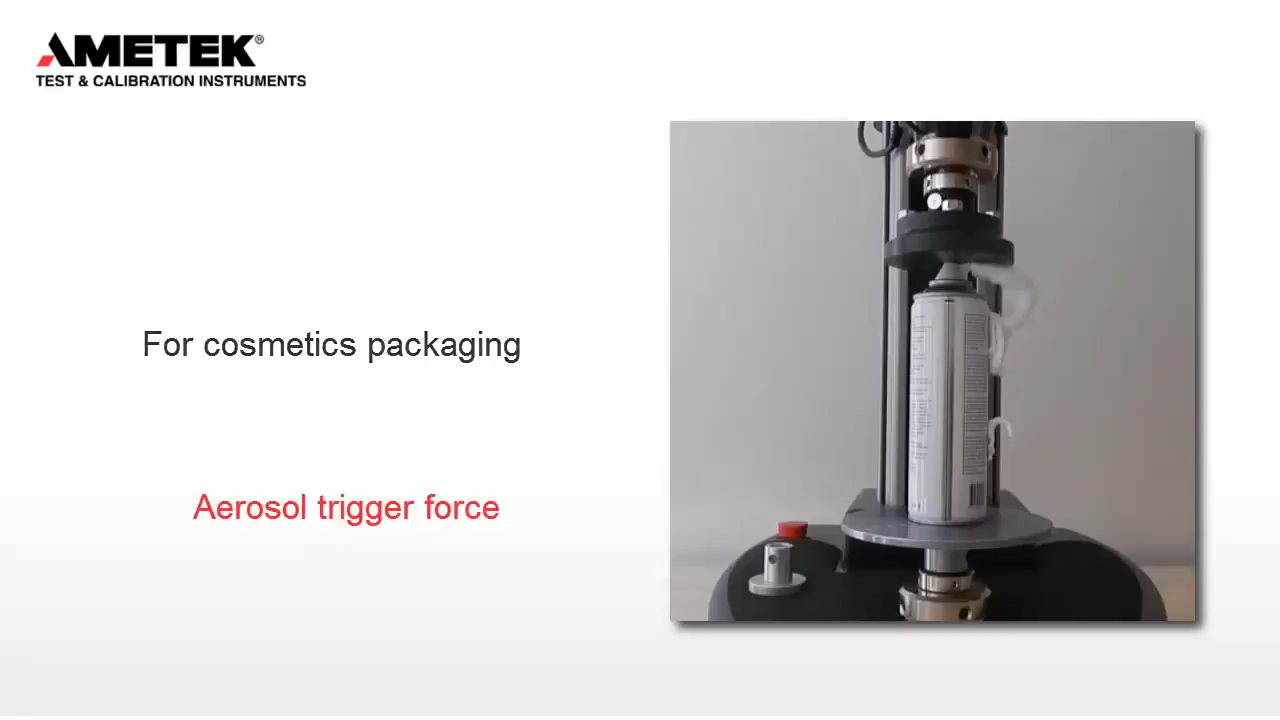 AMETEK®
TEST & CALIBRATION INSTRUMENTS
For cosmetics packaging
Aerosol trigger force